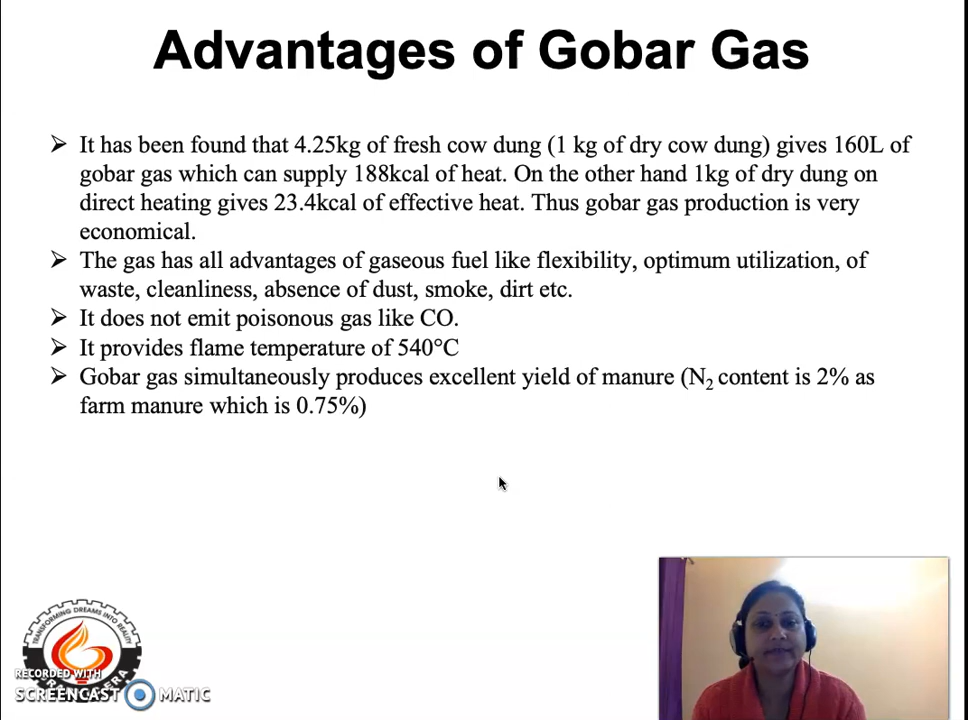 Advantages of Gobar Gas
➢ It has been found that 4.25kg of fresh cow dung (1 kg of dry cow dung) gives 160L of
gobar gas which can supply 188kcal of heat. On the other hand 1kg of dry dung on
direct heating gives 23.4kcal of effective heat. Thus gobar gas production is very
economical.
➢ The gas has all advantages of gaseous fuel like flexibility, optimum utilization, of
waste, cleanliness, absence of dust, smoke, dirt etc.
➢ It does not emit poisonous gas like CO.
➢ It provides flame temperature of 540°C
➢ Gobar gas simultaneously produces excellent yield of manure (N₂ content is 2% as
farm manure which is 0.75%)
TRANSFORMING DREAMS INTO REALITY
RECORDED WITH
SCREENCAST MATIC